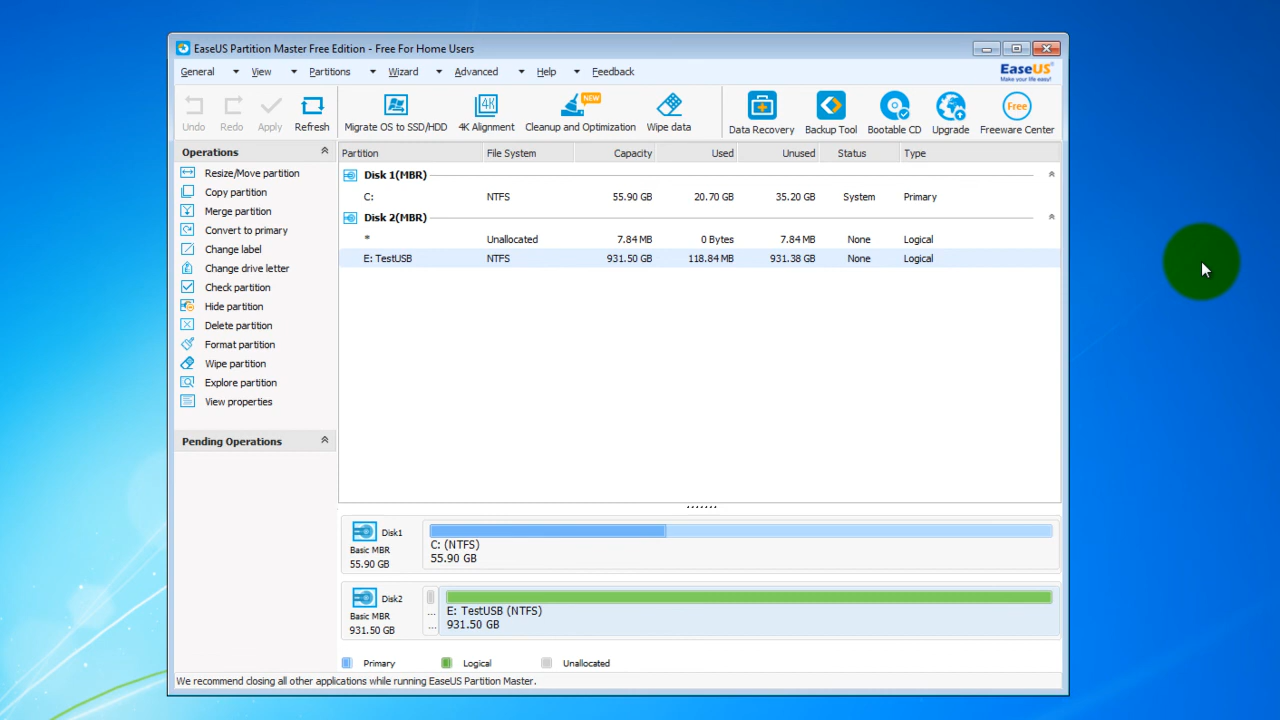 EaseUS Partition Master Free Edition - Free For Home Users
General View Partitions Wizard Advanced Help Feedback
EaseUS®
Make your life easy!
Undo Redo Apply Refresh Migrate OS to SSD/HDD 4K 4K Alignment NEW Cleanup and Optimization Wipe data Data Recovery Backup Tool Bootable CD Upgrade Free Freeware Center
Operations
Resize/Move partition
Copy partition
Merge partition
Convert to primary
Change label
Change drive letter
Check partition
Hide partition
Delete partition
Format partition
Wipe partition
Explore partition
View properties
Pending Operations
Partition File System Capacity Used Unused Status Type
Disk 1(MBR)
C: NTFS 55.90 GB 20.70 GB 35.20 GB System Primary
Disk 2(MBR)
* Unallocated 7.84 MB 0 Bytes 7.84 MB None Logical
E: TestUSB NTFS 931.50 GB 118.84 MB 931.38 GB None Logical
Disk1
Basic MBR
55.90 GB
C: (NTFS)
55.90 GB
Disk2
Basic MBR
931.50 GB
...
...
E: TestUSB (NTFS)
931.50 GB
Primary Logical Unallocated
We recommend closing all other applications while running EaseUS Partition Master.